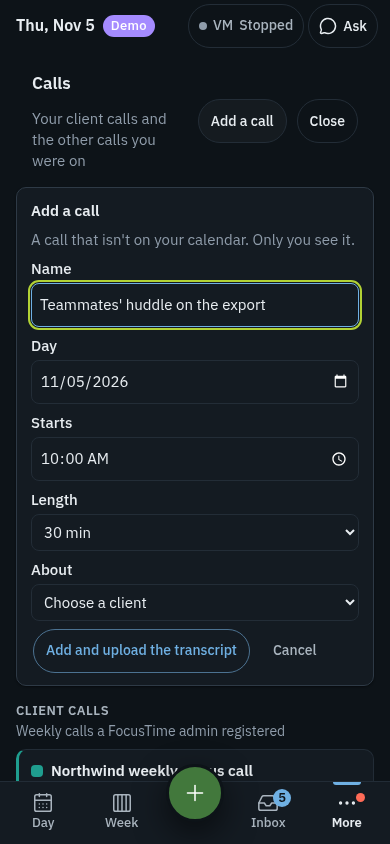 Thu, Nov 5 Demo VM Stopped Ask
Calls
Your client calls and
the other calls you
were on
Add a call Close
Add a call
A call that isn't on your calendar. Only you see it.
Name
Teammates' huddle on the export
Day
11/05/2026
Starts
10:00 AM
Length
30 min
About
Choose a client
Add and upload the transcript Cancel
CLIENT CALLS
Weekly calls a FocusTime admin registered
Northwind weekly us call
5
Day Week Inbox More